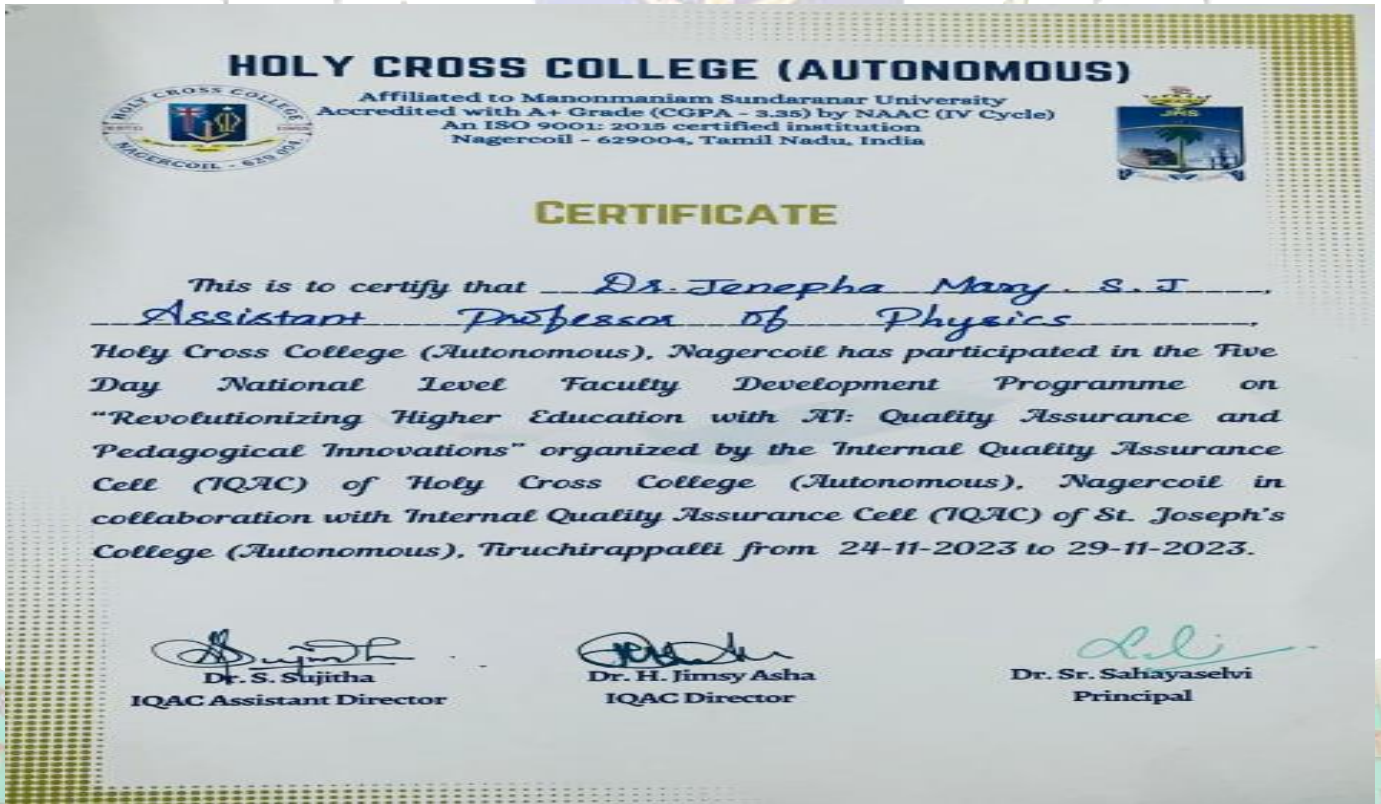 HOLY CROSS COLLEGE (AUTONOMOUS)
Affiliated to Manonmaniam Sundaranar University
Accredited with A+ Grade (CGPA - 3.35) by NAAC (IV Cycle)
An ISO 9001: 2015 certified institution
Nagercoil - 629004, Tamil Nadu, India
HOLY CROSS COLLEGE
NAGERCOIL - 629 004
CERTIFICATE
This is to certify that Dr. Jenepha Mary. S. J,
Assistant Professor of Physics,
Holy Cross College (Autonomous), Nagercoil has participated in the Five
Day National Level Faculty Development Programme on
"Revolutionizing Higher Education with AI: Quality Assurance and
Pedagogical Innovations" organized by the Internal Quality Assurance
Cell (IQAC) of Holy Cross College (Autonomous), Nagercoil in
collaboration with Internal Quality Assurance Cell (IQAC) of St. Joseph's
College (Autonomous), Tiruchirappalli from 24-11-2023 to 29-11-2023.
Dr. S. Sujitha
IQAC Assistant Director
Dr. H. Jimsy Asha
IQAC Director
Dr. Sr. Sahayaselvi
Principal